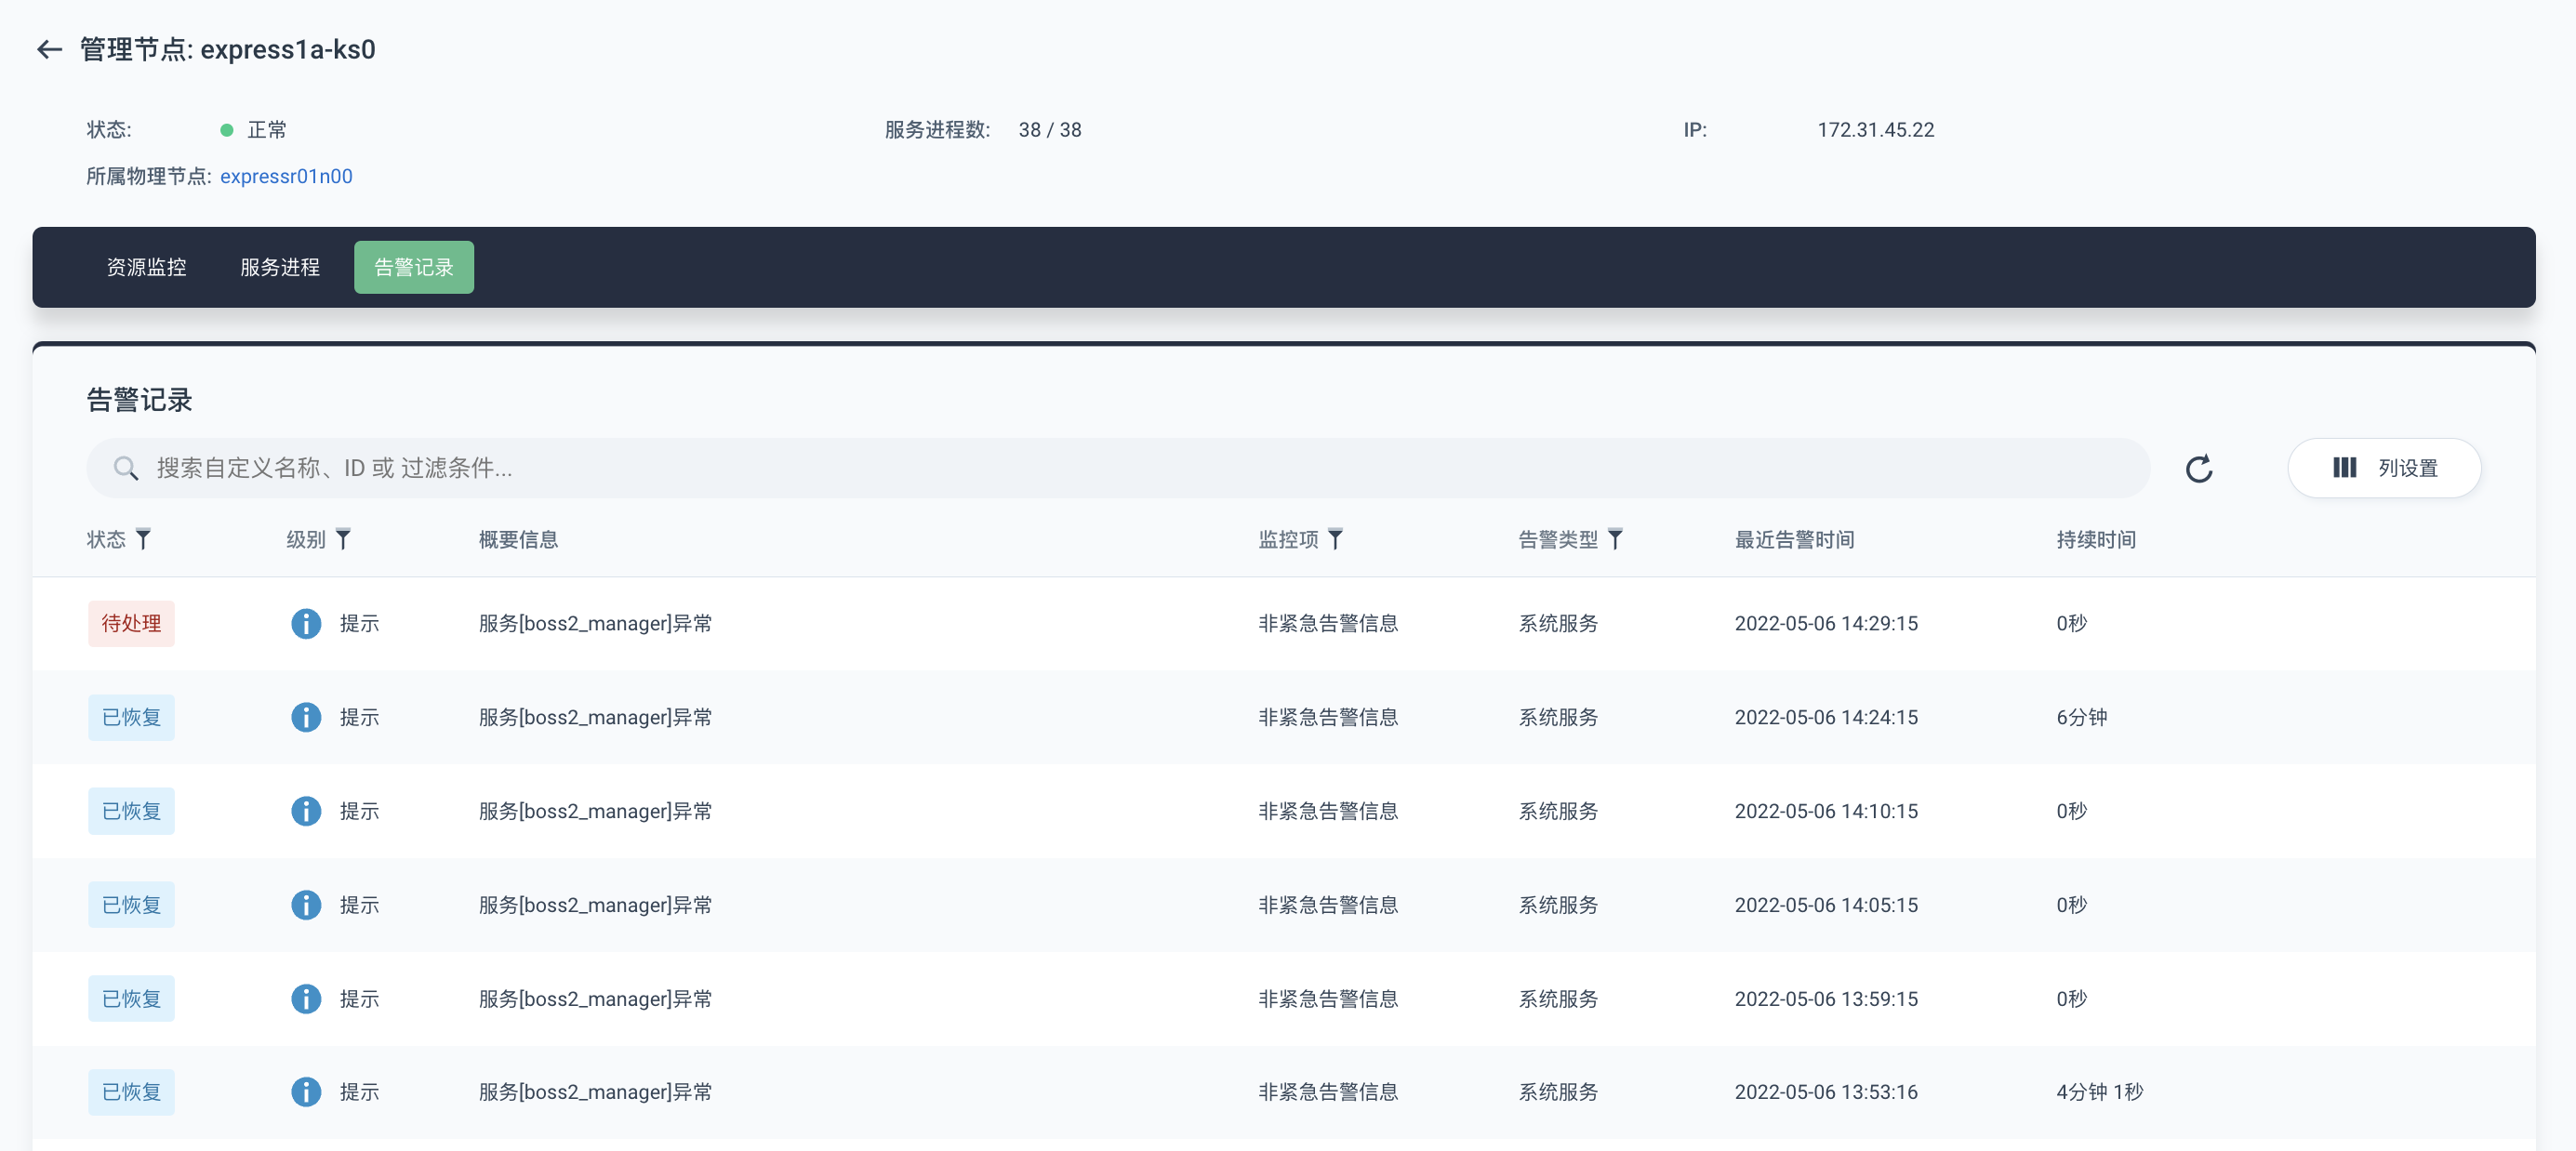 管理节点: express1a-ks0
状态: 正常 服务进程数: 38 / 38 IP: 172.31.45.22
所属物理节点: expressr01n00
资源监控 服务进程 告警记录
告警记录
搜索自定义名称、ID 或 过滤条件... 列设置
状态 级别 概要信息 监控项 告警类型 最近告警时间 持续时间
待处理 提示 服务[boss2_manager]异常 非紧急告警信息 系统服务 2022-05-06 14:29:15 0秒
已恢复 提示 服务[boss2_manager]异常 非紧急告警信息 系统服务 2022-05-06 14:24:15 6分钟
已恢复 提示 服务[boss2_manager]异常 非紧急告警信息 系统服务 2022-05-06 14:10:15 0秒
已恢复 提示 服务[boss2_manager]异常 非紧急告警信息 系统服务 2022-05-06 14:05:15 0秒
已恢复 提示 服务[boss2_manager]异常 非紧急告警信息 系统服务 2022-05-06 13:59:15 0秒
已恢复 提示 服务[boss2_manager]异常 非紧急告警信息 系统服务 2022-05-06 13:53:16 4分钟 1秒